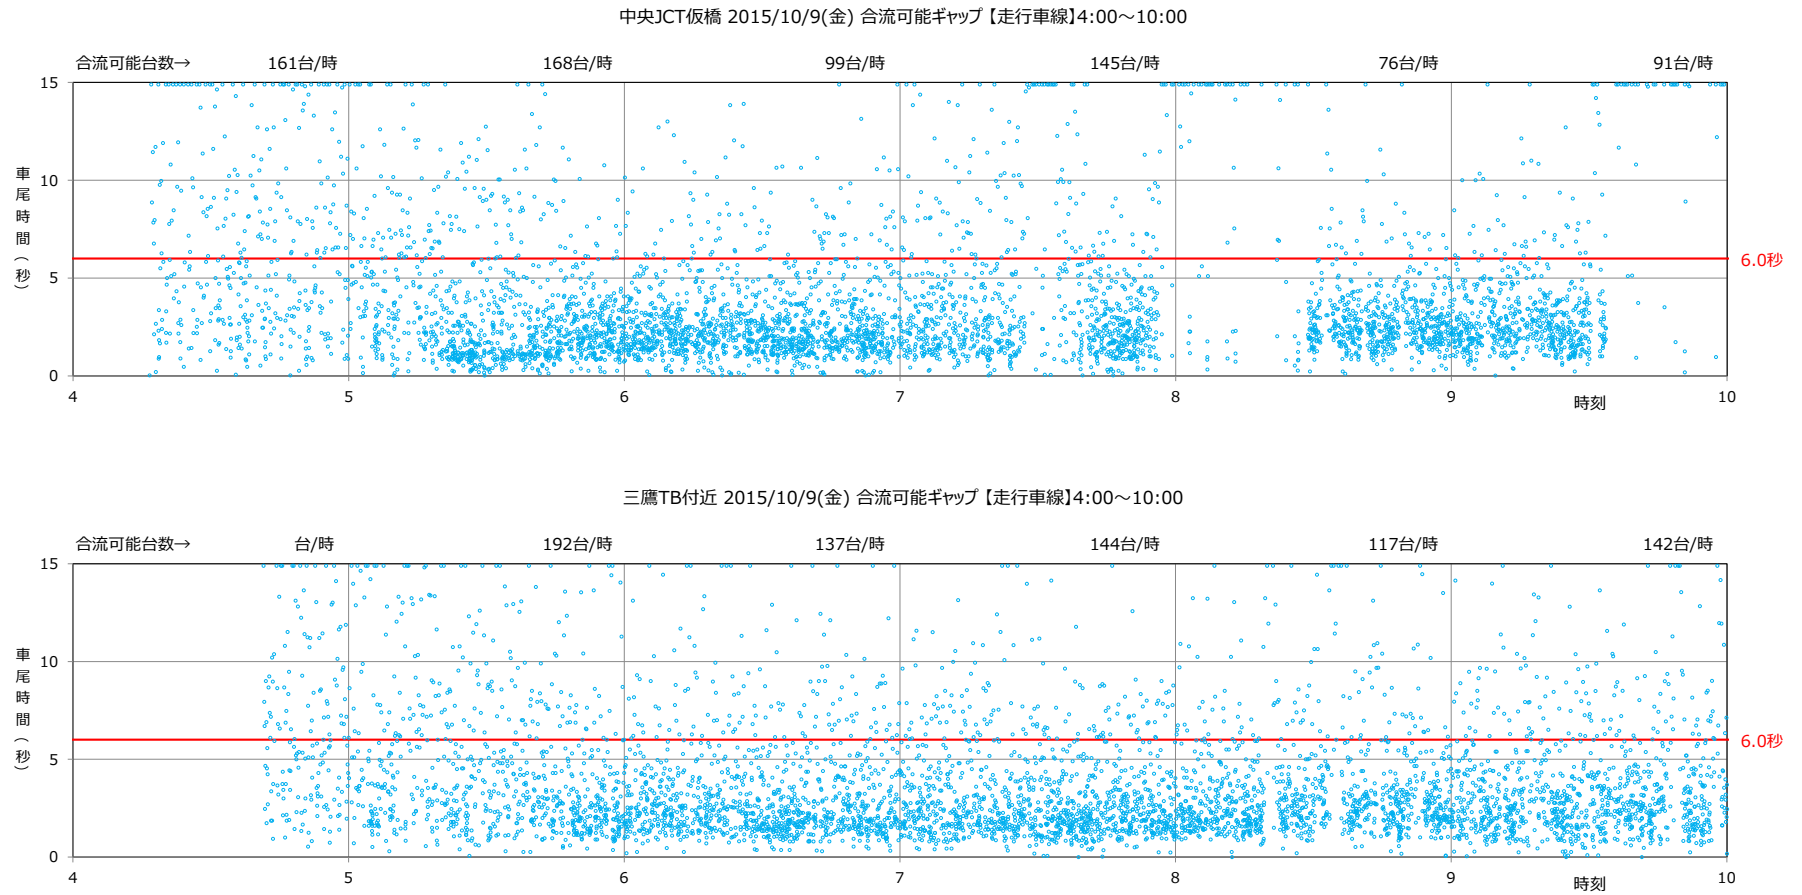 中央JCT仮橋 2015/10/9(金) 合流可能ギャップ【走行車線】4:00～10:00
合流可能台数→ 161台/時 168台/時 99台/時 145台/時 76台/時 91台/時
15
10
5
0
車尾時間(秒)
6.0秒
4 5 6 7 8 9 10
時刻
三鷹TB付近 2015/10/9(金) 合流可能ギャップ【走行車線】4:00～10:00
合流可能台数→ 台/時 192台/時 137台/時 144台/時 117台/時 142台/時
15
10
5
0
車尾時間(秒)
6.0秒
4 5 6 7 8 9 10
時刻